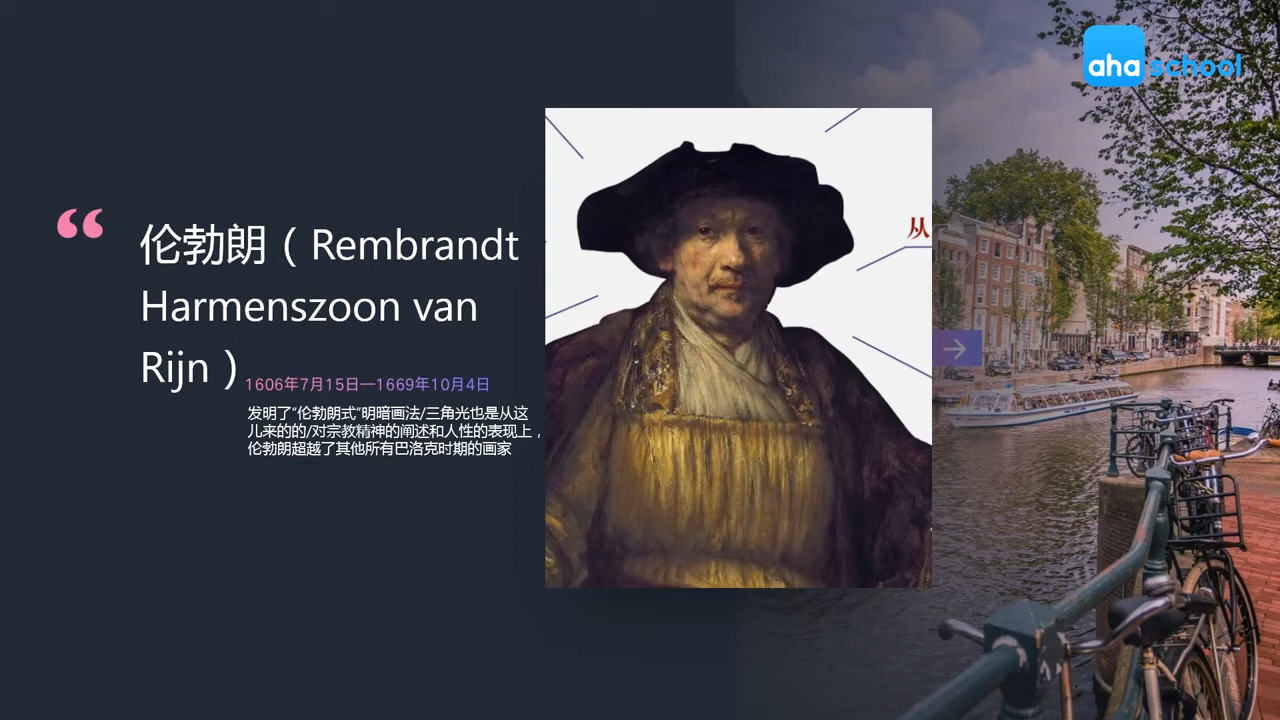 aha school
“
伦勃朗（Rembrandt
Harmenszoon van
Rijn）
1606年7月15日—1669年10月4日
发明了“伦勃朗式”明暗画法/三角光也是从这
儿来的的/对宗教精神的阐述和人性的表现上，
伦勃朗超越了其他所有巴洛克时期的画家
从